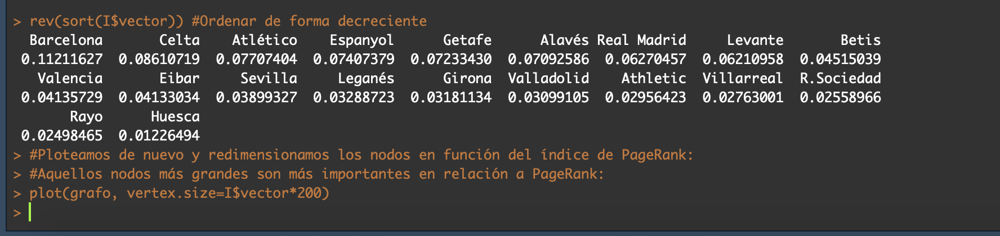 > rev(sort(I$vector)) #Ordenar de forma decreciente
Barcelona Celta Atlético Espanyol Getafe Alavés Real Madrid Levante Betis
0.11211627 0.08610719 0.07707404 0.07407379 0.07233430 0.07092586 0.06270457 0.06210958 0.04515039
Valencia Eibar Sevilla Leganés Girona Valladolid Athletic Villarreal R.Sociedad
0.04135729 0.04133034 0.03899327 0.03288723 0.03181134 0.03099105 0.02956423 0.02763001 0.02558966
Rayo Huesca
0.02498465 0.01226494
> #Ploteamos de nuevo y redimensionamos los nodos en función del índice de PageRank:
> #Aquellos nodos más grandes son más importantes en relación a PageRank:
> plot(grafo, vertex.size=I$vector*200)
>